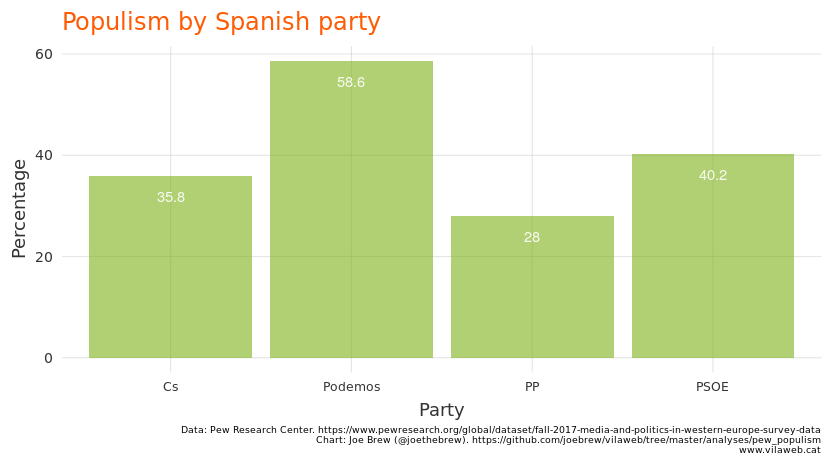 Populism by Spanish party
60
40
20
0
Percentage
35.8
58.6
28
40.2
Cs
Podemos
PP
PSOE
Party
Data: Pew Research Center. https://www.pewresearch.org/global/dataset/fall-2017-media-and-politics-in-western-europe-survey-data
Chart: Joe Brew (@joethebrew). https://github.com/joebrew/vilaweb/tree/master/analyses/pew_populism
www.vilaweb.cat